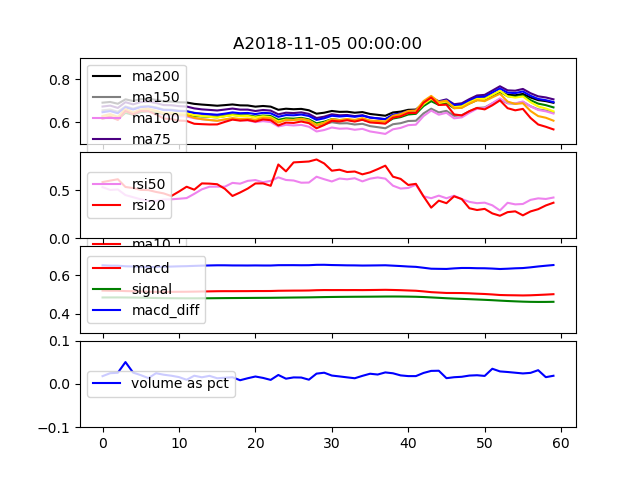 A2018-11-05 00:00:00
0.8
0.6
ma200
ma150
ma100
ma75
0.5
0.0
rsi50
rsi20
ma10
0.6
0.4
macd
signal
macd_diff
0.1
0.0
−0.1
volume as pct
0 10 20 30 40 50 60